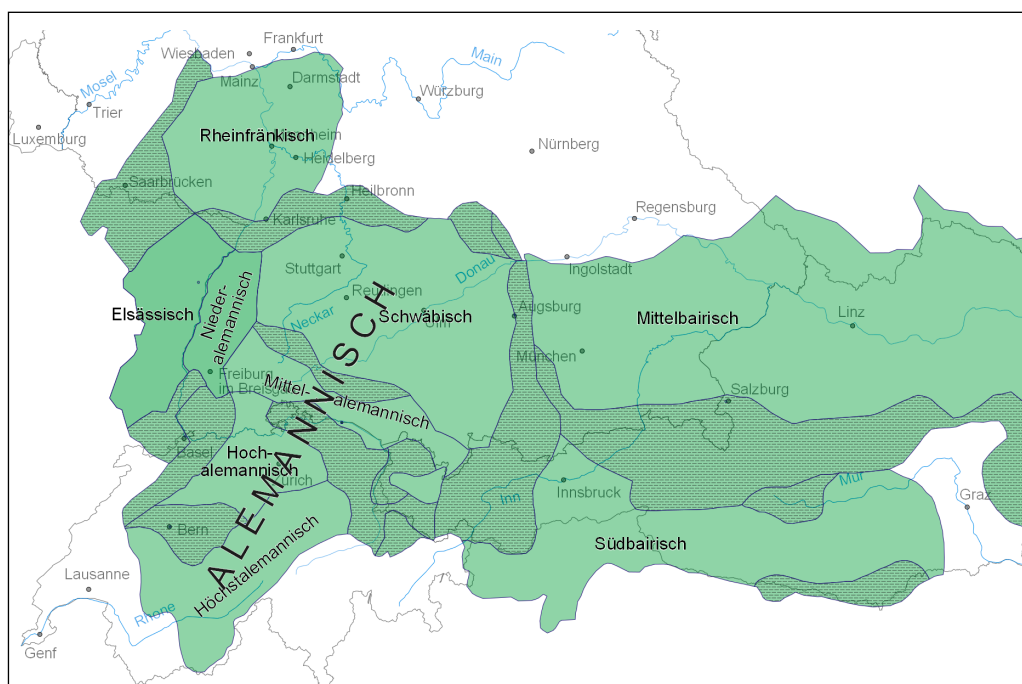 Frankfurt
Wiesbaden
Main
Mainz
Darmstadt
Mosel
Würzburg
Trier
Luxemburg
Rheinfränkisch
Mannheim
Nürnberg
Heidelberg
Saarbrücken
Heilbronn
Karlsruhe
Regensburg
Stuttgart
Donau
Ingolstadt
Elsässisch
Nieder-
alemannisch
Reutlingen
Neckar
Schwäbisch
Ulm
Augsburg
Mittelbairisch
Linz
München
Freiburg
im Breisgau
Mittel-
alemannisch
Salzburg
ALEMANNISCH
Basel
Hoch-
alemannisch
Zürich
Inn
Innsbruck
Mur
Graz
Bern
Höchstalemannisch
Südbairisch
Lausanne
Rhone
Genf